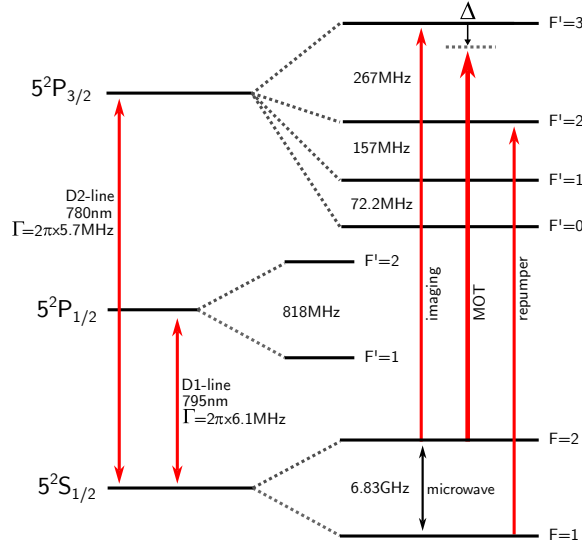 Δ
F'=3
267MHz
5²P₃/₂
F'=2
157MHz
F'=1
72.2MHz
F'=0
D2-line
780nm
Γ=2π×5.7MHz
F'=2
5²P₁/₂
818MHz
F'=1
imaging
MOT
repumper
D1-line
795nm
Γ=2π×6.1MHz
F=2
5²S₁/₂
6.83GHz
microwave
F=1